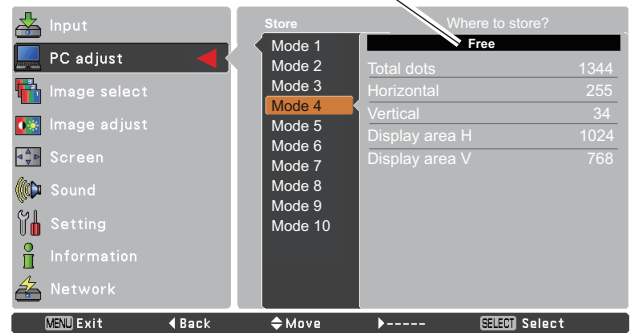 Input
PC adjust
Image select
Image adjust
Screen
Sound
Setting
Information
Network
Store
Mode 1
Mode 2
Mode 3
Mode 4
Mode 5
Mode 6
Mode 7
Mode 8
Mode 9
Mode 10
Where to store?
Free
Total dots 1344
Horizontal 255
Vertical 34
Display area H 1024
Display area V 768
MENU Exit Back Move ----- SELECT Select